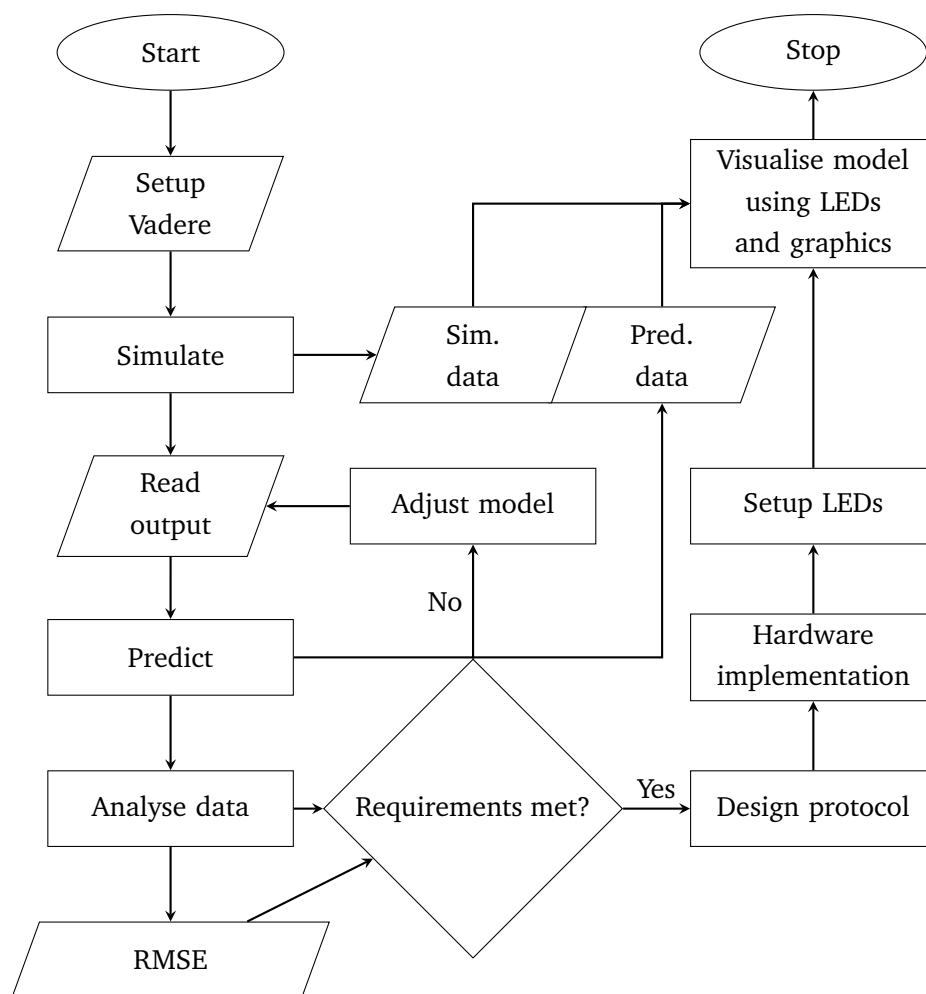 Start
Stop
Setup
Vadere
Visualise model
using LEDs
and graphics
Simulate
Sim.
data
Pred.
data
Read
output
Adjust model
Setup LEDs
No
Predict
Hardware
implementation
Analyse data
Requirements met?
Yes
Design protocol
RMSE